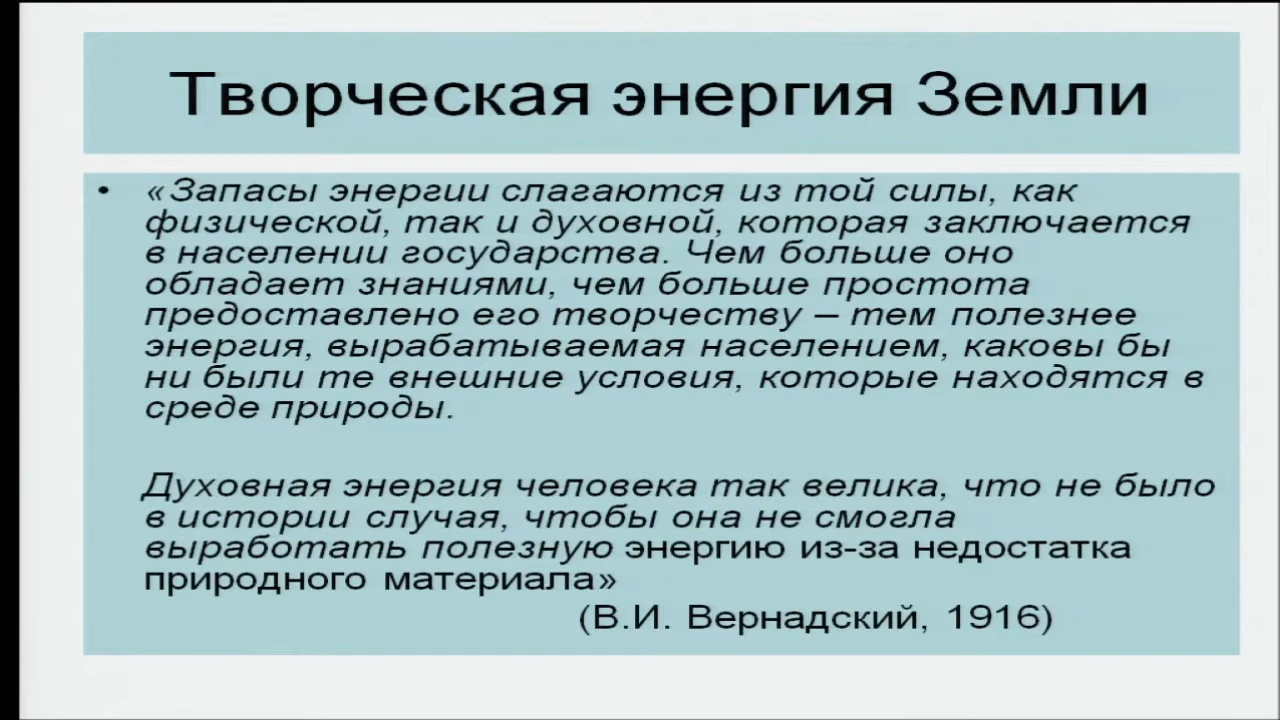 Творческая энергия Земли
• «Запасы энергии слагаются из той силы, как
физической, так и духовной, которая заключается
в населении государства. Чем больше оно
обладает знаниями, чем больше простота
предоставлено его творчеству – тем полезнее
энергия, вырабатываемая населением, каковы бы
ни были те внешние условия, которые находятся в
среде природы.
Духовная энергия человека так велика, что не было
в истории случая, чтобы она не смогла
выработать полезную энергию из-за недостатка
природного материала»
(В.И. Вернадский, 1916)